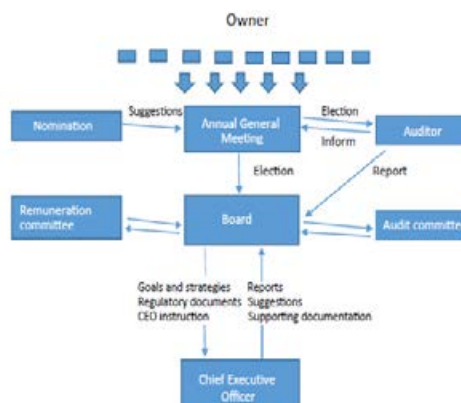 Owner
Suggestions
Election
Nomination
Annual General
Meeting
Auditor
Inform
Election
Report
Remuneration
committee
Board
Audit committe
Goals and strategies
Regulatory documents
CEO instruction
Reports
Suggestions
Supporting documentation
Chief Executive
Officer